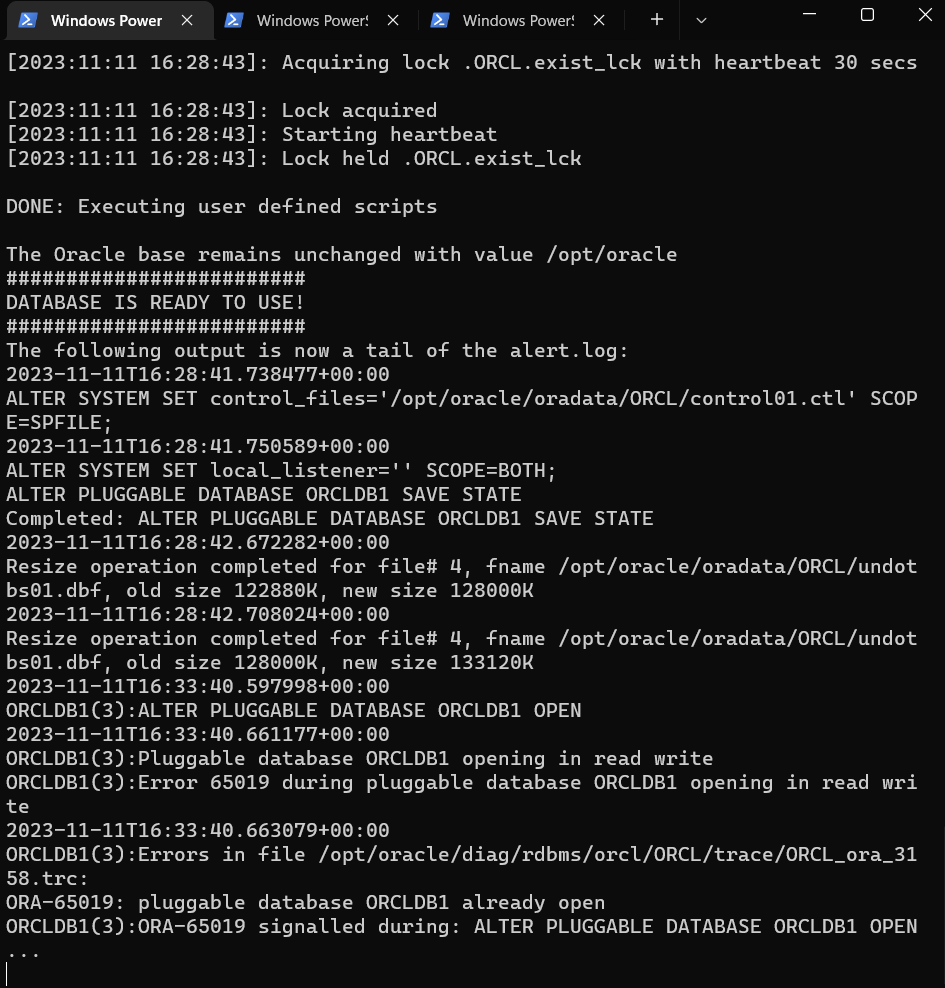 Windows Power
Windows PowerS
Windows PowerS
[2023:11:11 16:28:43]: Acquiring lock .ORCL.exist_lck with heartbeat 30 secs
[2023:11:11 16:28:43]: Lock acquired
[2023:11:11 16:28:43]: Starting heartbeat
[2023:11:11 16:28:43]: Lock held .ORCL.exist_lck
DONE: Executing user defined scripts
The Oracle base remains unchanged with value /opt/oracle
#########################
DATABASE IS READY TO USE!
#########################
The following output is now a tail of the alert.log:
2023-11-11T16:28:41.738477+00:00
ALTER SYSTEM SET control_files='/opt/oracle/oradata/ORCL/control01.ctl' SCOP
E=SPFILE;
2023-11-11T16:28:41.750589+00:00
ALTER SYSTEM SET local_listener='' SCOPE=BOTH;
ALTER PLUGGABLE DATABASE ORCLDB1 SAVE STATE
Completed: ALTER PLUGGABLE DATABASE ORCLDB1 SAVE STATE
2023-11-11T16:28:42.672282+00:00
Resize operation completed for file# 4, fname /opt/oracle/oradata/ORCL/undot
bs01.dbf, old size 122880K, new size 128000K
2023-11-11T16:28:42.708024+00:00
Resize operation completed for file# 4, fname /opt/oracle/oradata/ORCL/undot
bs01.dbf, old size 128000K, new size 133120K
2023-11-11T16:33:40.597998+00:00
ORCLDB1(3):ALTER PLUGGABLE DATABASE ORCLDB1 OPEN
2023-11-11T16:33:40.661177+00:00
ORCLDB1(3):Pluggable database ORCLDB1 opening in read write
ORCLDB1(3):Error 65019 during pluggable database ORCLDB1 opening in read wri
te
2023-11-11T16:33:40.663079+00:00
ORCLDB1(3):Errors in file /opt/oracle/diag/rdbms/orcl/ORCL/trace/ORCL_ora_31
58.trc:
ORA-65019: pluggable database ORCLDB1 already open
ORCLDB1(3):ORA-65019 signalled during: ALTER PLUGGABLE DATABASE ORCLDB1 OPEN
...